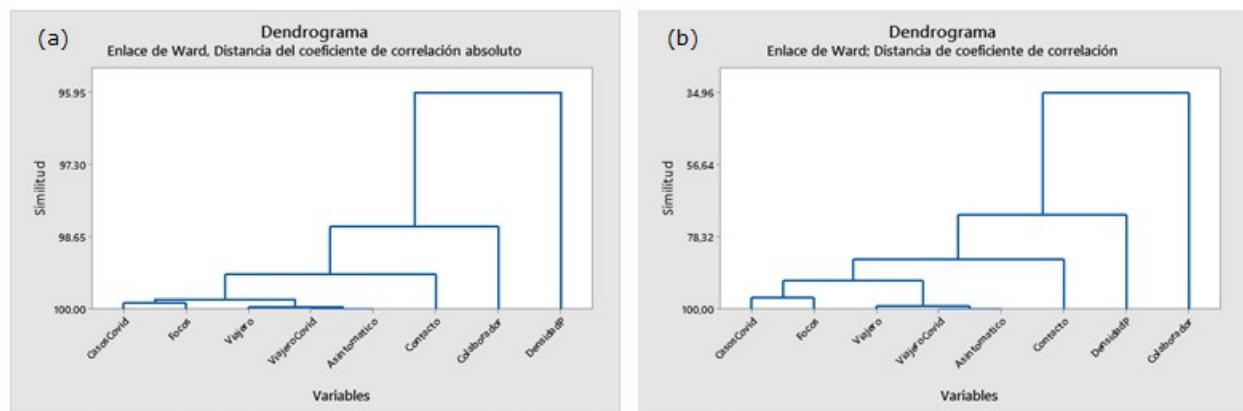 (a)
Dendrograma
Enlace de Ward, Distancia del coeficiente de correlación absoluto
Similitud
95.95
97.30
98.65
100,00
CasosCovid
Focos
Viajero
ViajeroCovid
Asintomatico
Contacto
Colaborador
DensidadP
Variables
(b)
Dendrograma
Enlace de Ward; Distancia de coeficiente de correlación
Similitud
34,96
56,64
78,32
100,00
CasosCovid
Focos
Viajero
ViajeroCovid
Asintomatico
Contacto
DensidadP
Colaborador
Variables